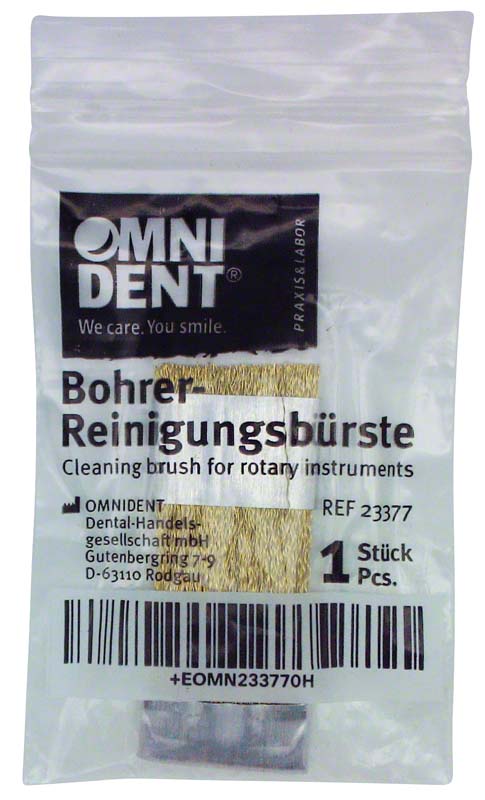 OMNI
DENT®
We care. You smile.
PRAXIS&LABOR
Bohrer-
Reinigungsbürste
Cleaning brush for rotary instruments
OMNIDENT
Dental-Handels-
gesellschaft mbH
Gutenbergring 7-9
D-63110 Rodgau
REF 23377
1 Stück
Pcs.
+EOMN233770H